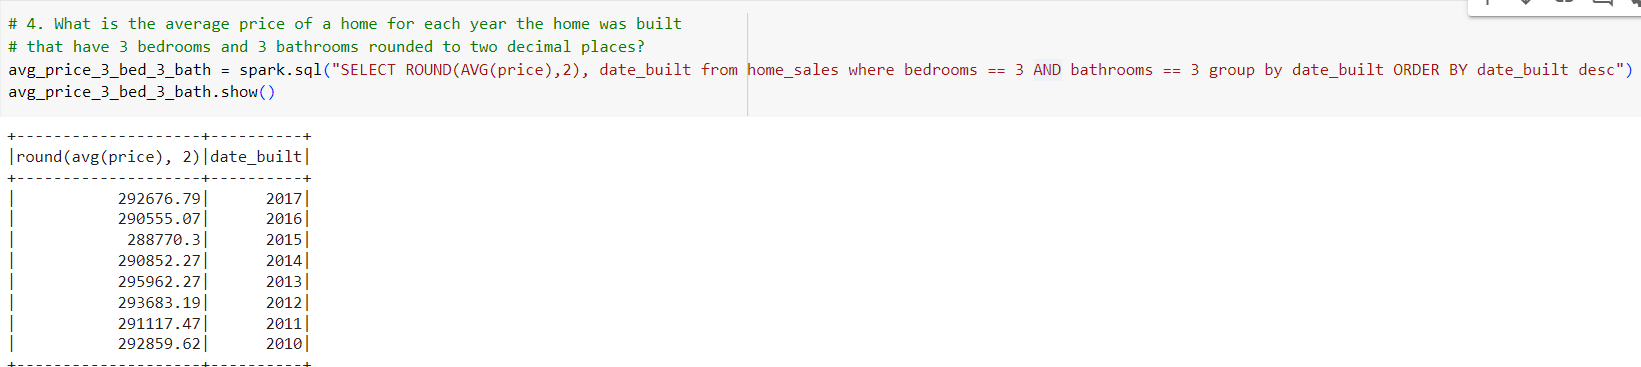 # 4. What is the average price of a home for each year the home was built
# that have 3 bedrooms and 3 bathrooms rounded to two decimal places?
avg_price_3_bed_3_bath = spark.sql("SELECT ROUND(AVG(price),2), date_built from home_sales where bedrooms == 3 AND bathrooms == 3 group by date_built ORDER BY date_built desc")
avg_price_3_bed_3_bath.show()
+--------------------+----------+
|round(avg(price), 2)|date_built|
+--------------------+----------+
|           292676.79|      2017|
|           290555.07|      2016|
|            288770.3|      2015|
|           290852.27|      2014|
|           295962.27|      2013|
|           293683.19|      2012|
|           291117.47|      2011|
|           292859.62|      2010|
+--------------------+----------+